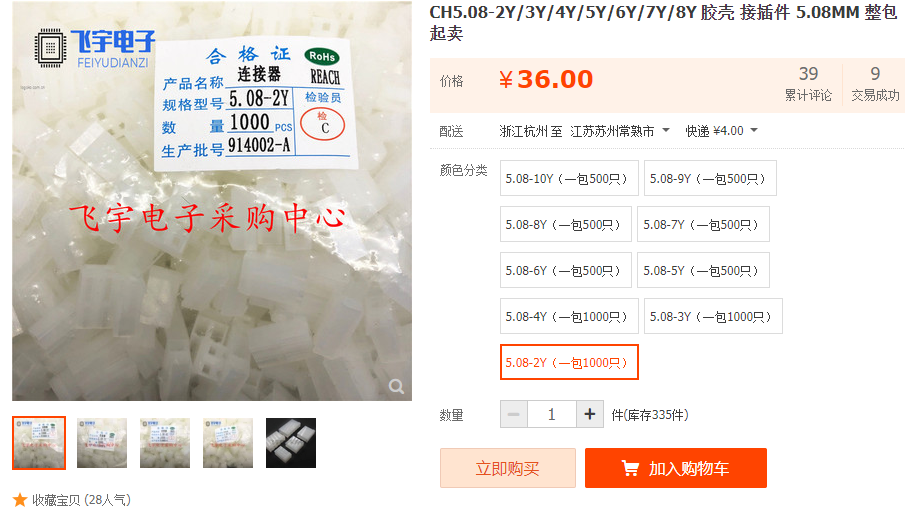 飞宇电子
FEIYUDIANZI
合格证
RoHs
产品名称 连接器 REACH
规格型号 5.08-2Y 检验员
数 量 1000 PCS 检 C
生产批号 914002-A
飞宇电子采购中心
收藏宝贝 (28人气)
CH5.08-2Y/3Y/4Y/5Y/6Y/7Y/8Y 胶壳 接插件 5.08MM 整包
起卖
价格 ¥36.00 39 9
累计评论 交易成功
配送 浙江杭州 至 江苏苏州常熟市 快递 ¥4.00
颜色分类 5.08-10Y（一包500只） 5.08-9Y（一包500只）
5.08-8Y（一包500只） 5.08-7Y（一包500只）
5.08-6Y（一包500只） 5.08-5Y（一包500只）
5.08-4Y（一包1000只） 5.08-3Y（一包1000只）
5.08-2Y（一包1000只）
数量 1 件(库存335件)
立即购买 加入购物车